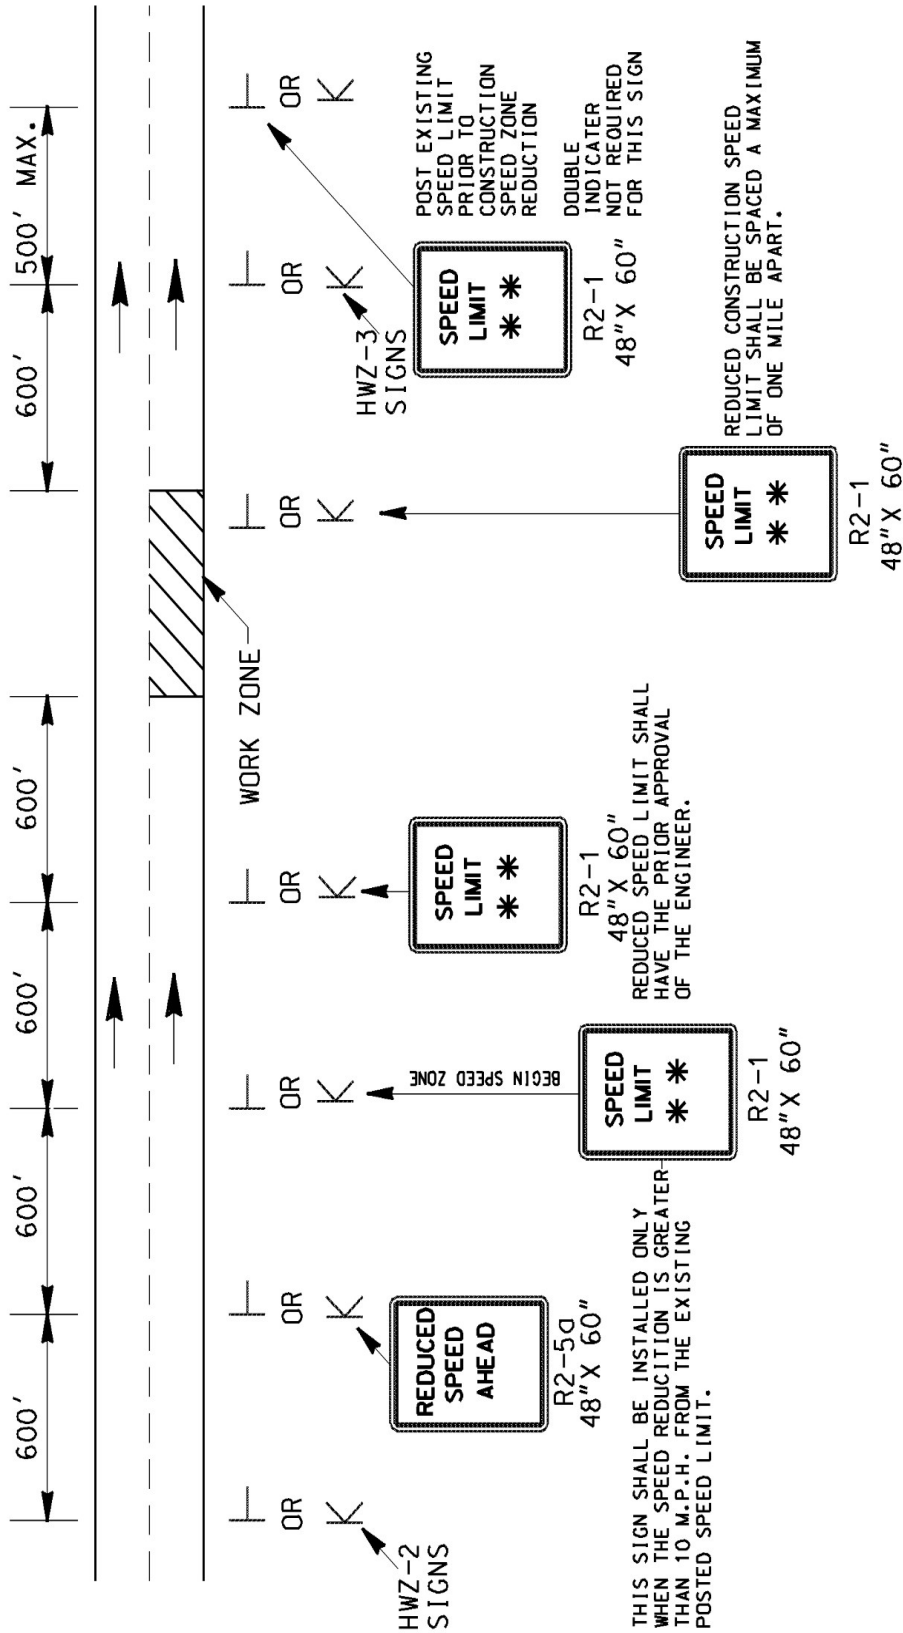 600'
600'
600'
600'
600'
500' MAX.
OR
OR
OR
OR
OR
OR
OR
HWZ-2
SIGNS
REDUCED
SPEED
AHEAD
R2-5a
48"X 60"
THIS SIGN SHALL BE INSTALLED ONLY
WHEN THE SPEED REDUCITION IS GREATER
THAN 10 M.P.H. FROM THE EXISTING
POSTED SPEED LIMIT.
BEGIN SPEED ZONE
SPEED
LIMIT
* *
R2-1
48"X 60"
SPEED
LIMIT
* *
R2-1
48"X 60"
REDUCED SPEED LIMIT SHALL
HAVE THE PRIOR APPROVAL
OF THE ENGINEER.
WORK ZONE
SPEED
LIMIT
* *
R2-1
48"X 60"
REDUCED CONSTRUCTION SPEED
LIMIT SHALL BE SPACED A MAXIMUM
OF ONE MILE APART.
HWZ-3
SIGNS
SPEED
LIMIT
* *
R2-1
48"X 60"
POST EXISTING
SPEED LIMIT
PRIOR TO
CONSTRUCTION
SPEED ZONE
REDUCTION
DOUBLE
INDICATER
NOT REQUIRED
FOR THIS SIGN